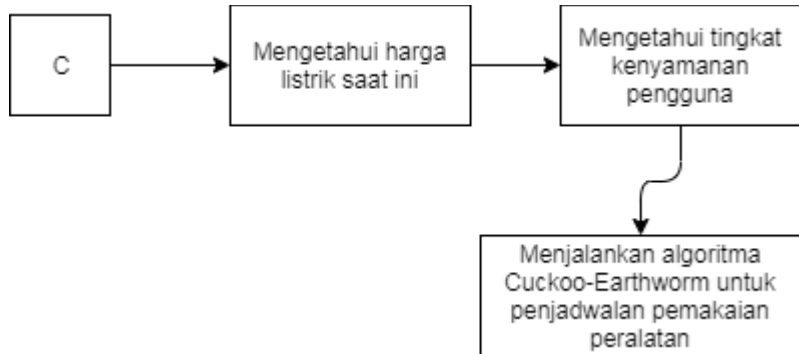 C
Mengetahui harga
listrik saat ini
Mengetahui tingkat
kenyamanan
pengguna
Menjalankan algoritma
Cuckoo-Earthworm untuk
penjadwalan pemakaian
peralatan